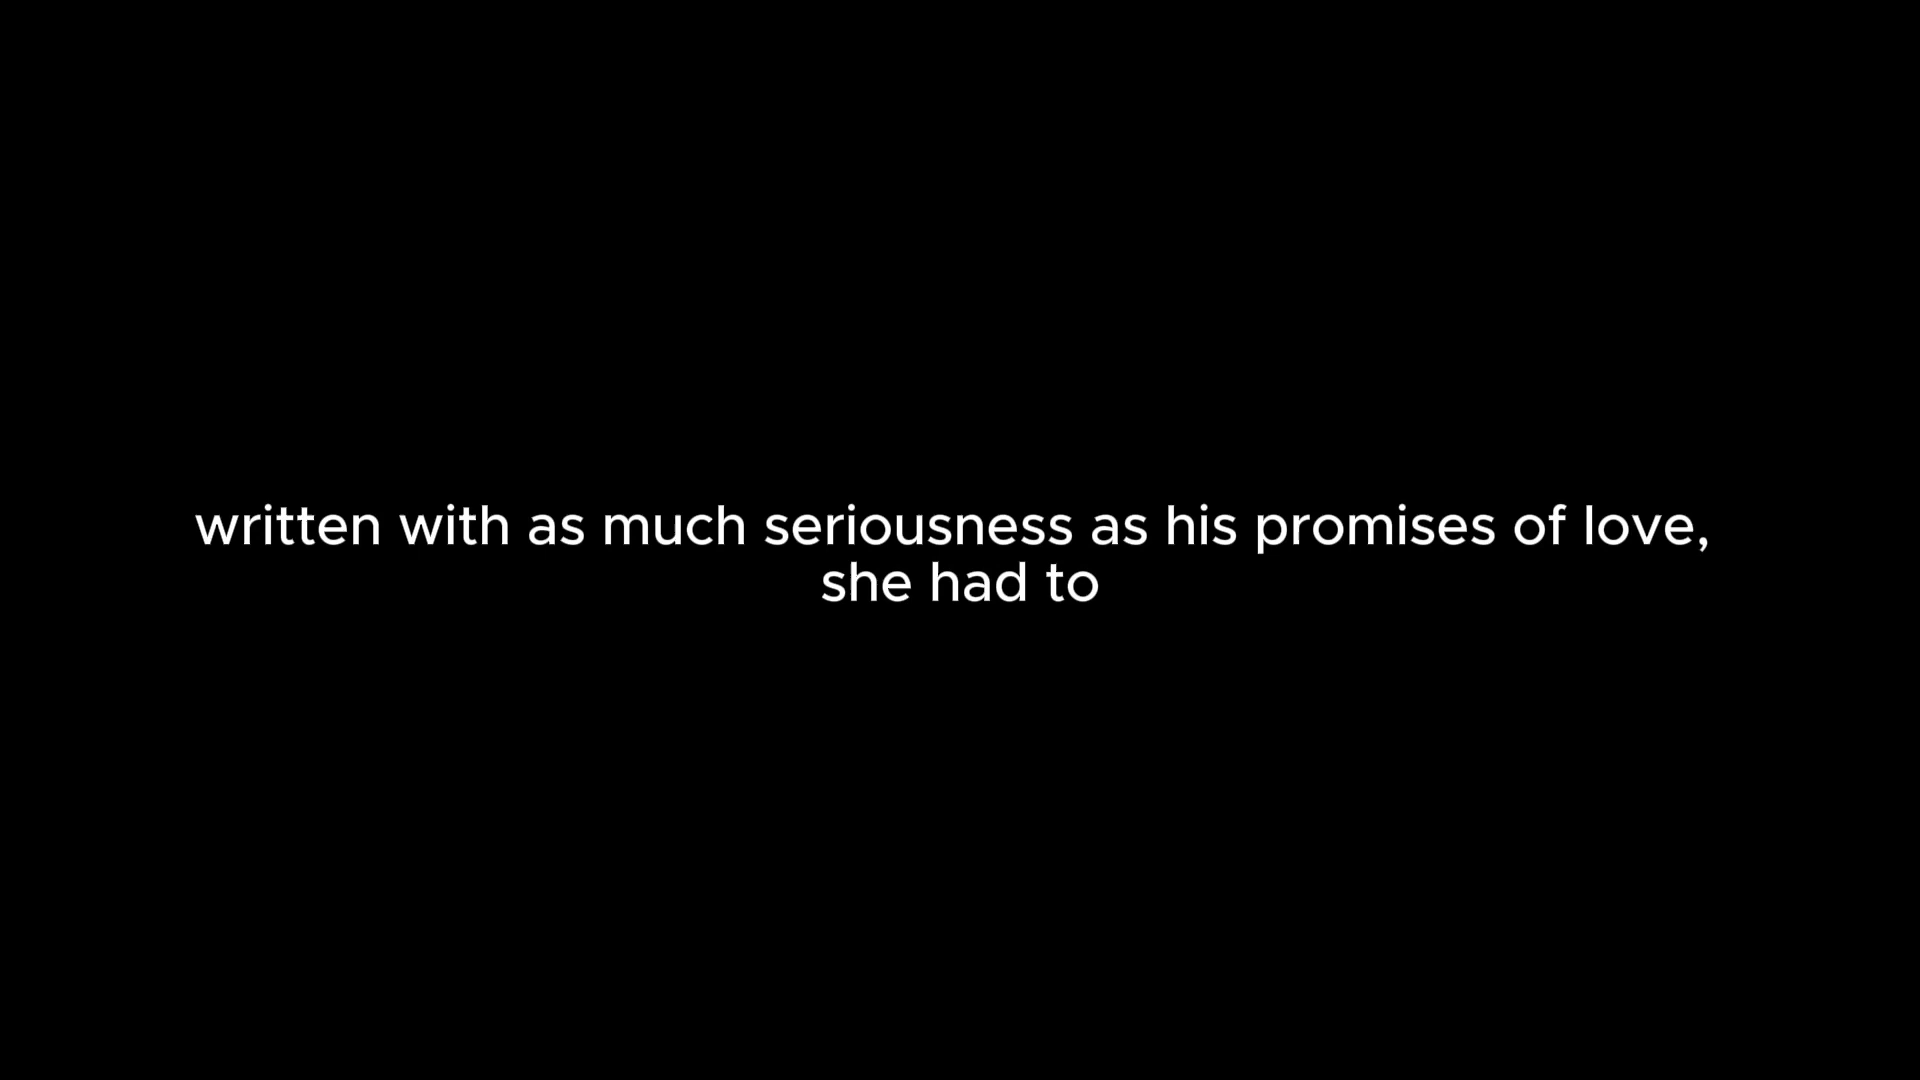 written with as much seriousness as his promises of love,
she had to